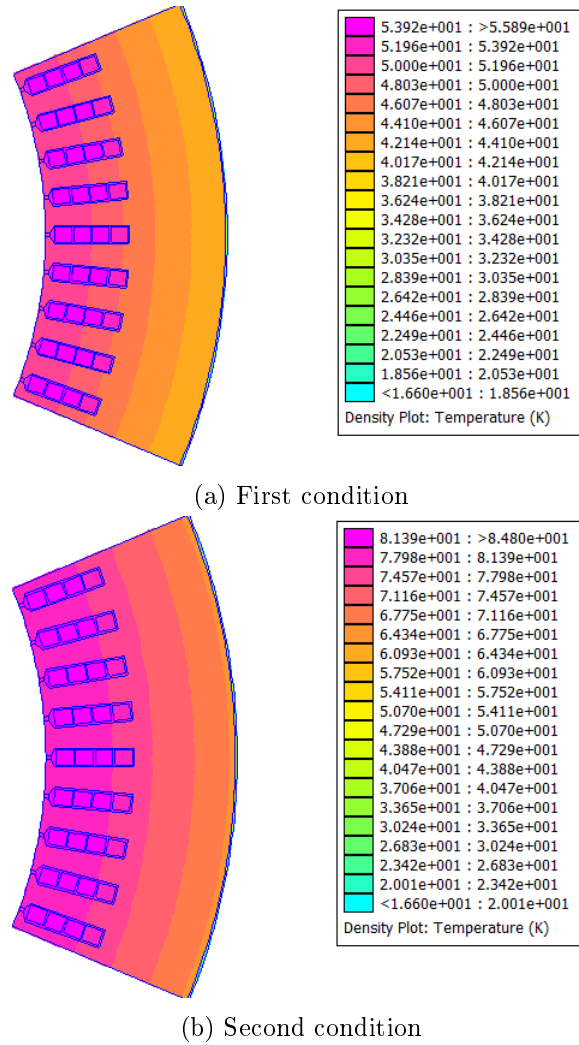 5.392e+001 : >5.589e+001
5.196e+001 : 5.392e+001
5.000e+001 : 5.196e+001
4.803e+001 : 5.000e+001
4.607e+001 : 4.803e+001
4.410e+001 : 4.607e+001
4.214e+001 : 4.410e+001
4.017e+001 : 4.214e+001
3.821e+001 : 4.017e+001
3.624e+001 : 3.821e+001
3.428e+001 : 3.624e+001
3.232e+001 : 3.428e+001
3.035e+001 : 3.232e+001
2.839e+001 : 3.035e+001
2.642e+001 : 2.839e+001
2.446e+001 : 2.642e+001
2.249e+001 : 2.446e+001
2.053e+001 : 2.249e+001
1.856e+001 : 2.053e+001
<1.660e+001 : 1.856e+001
Density Plot: Temperature (K)
(a) First condition
8.139e+001 : >8.480e+001
7.798e+001 : 8.139e+001
7.457e+001 : 7.798e+001
7.116e+001 : 7.457e+001
6.775e+001 : 7.116e+001
6.434e+001 : 6.775e+001
6.093e+001 : 6.434e+001
5.752e+001 : 6.093e+001
5.411e+001 : 5.752e+001
5.070e+001 : 5.411e+001
4.729e+001 : 5.070e+001
4.388e+001 : 4.729e+001
4.047e+001 : 4.388e+001
3.706e+001 : 4.047e+001
3.365e+001 : 3.706e+001
3.024e+001 : 3.365e+001
2.683e+001 : 3.024e+001
2.342e+001 : 2.683e+001
2.001e+001 : 2.342e+001
<1.660e+001 : 2.001e+001
Density Plot: Temperature (K)
(b) Second condition